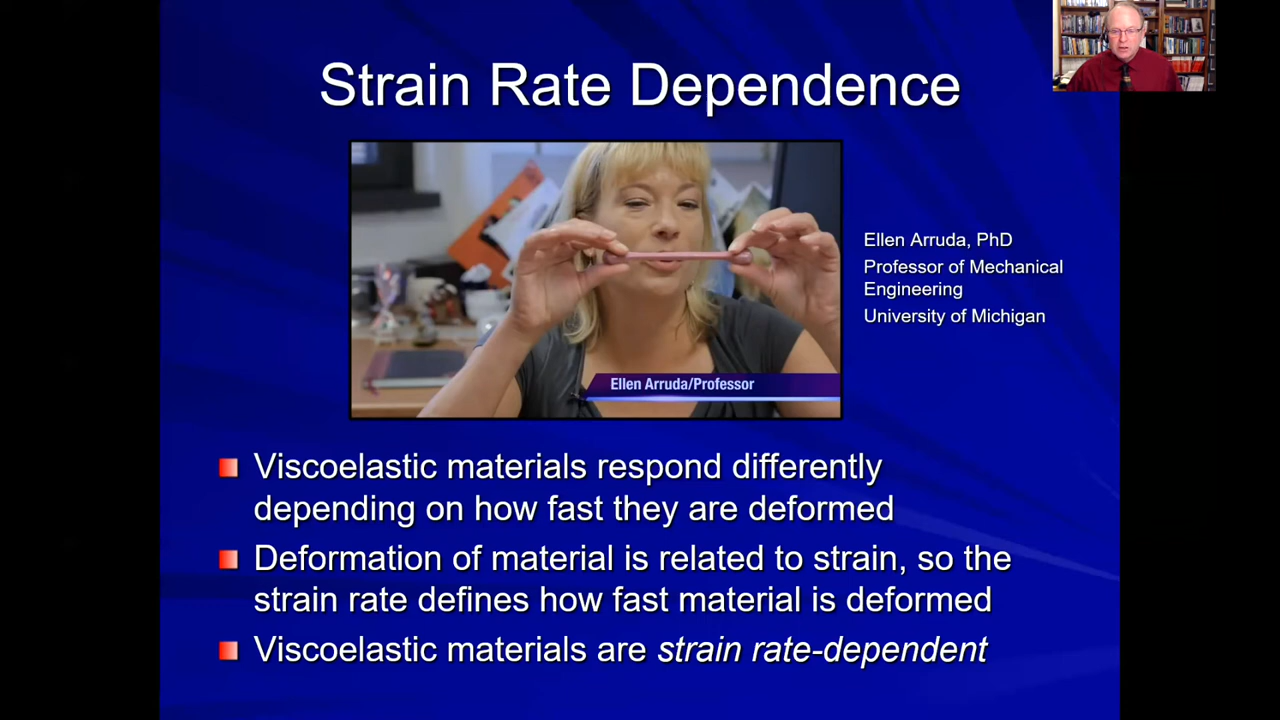 Strain Rate Dependence
Ellen Arruda, PhD
Professor of Mechanical
Engineering
University of Michigan
Ellen Arruda/Professor
Viscoelastic materials respond differently
depending on how fast they are deformed
Deformation of material is related to strain, so the
strain rate defines how fast material is deformed
Viscoelastic materials are strain rate-dependent